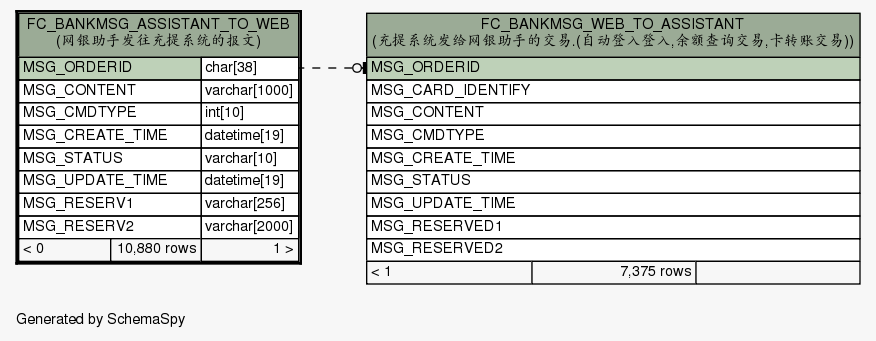 FC_BANKMSG_ASSISTANT_TO_WEB
(网银助手发往充提系统的报文)
MSG_ORDERID char[38]
MSG_CONTENT varchar[1000]
MSG_CMDTYPE int[10]
MSG_CREATE_TIME datetime[19]
MSG_STATUS varchar[10]
MSG_UPDATE_TIME datetime[19]
MSG_RESERV1 varchar[256]
MSG_RESERV2 varchar[2000]
< 0 10,880 rows 1 >
FC_BANKMSG_WEB_TO_ASSISTANT
(充提系统发给网银助手的交易.(自动登入登入,余额查询交易,卡转账交易))
MSG_ORDERID
MSG_CARD_IDENTIFY
MSG_CONTENT
MSG_CMDTYPE
MSG_CREATE_TIME
MSG_STATUS
MSG_UPDATE_TIME
MSG_RESERVED1
MSG_RESERVED2
< 1 7,375 rows
Generated by SchemaSpy